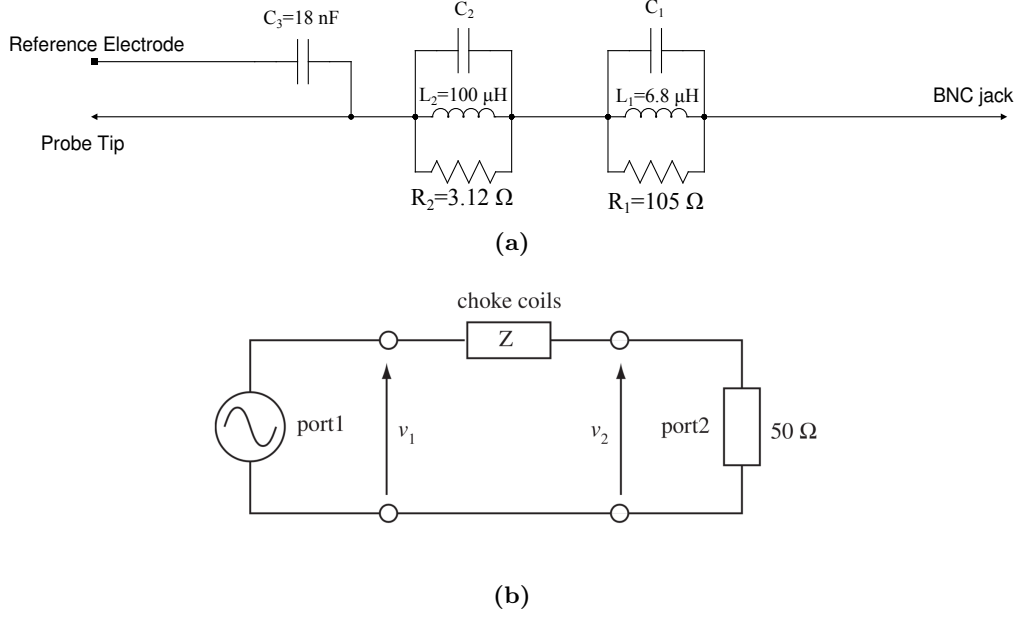 C₃=18 nF
C₂
C₁
Reference Electrode
L₂=100 µH
L₁=6.8 µH
BNC jack
Probe Tip
R₂=3.12 Ω
R₁=105 Ω
(a)
choke coils
Z
port1
v₁
v₂
port2
50 Ω
(b)